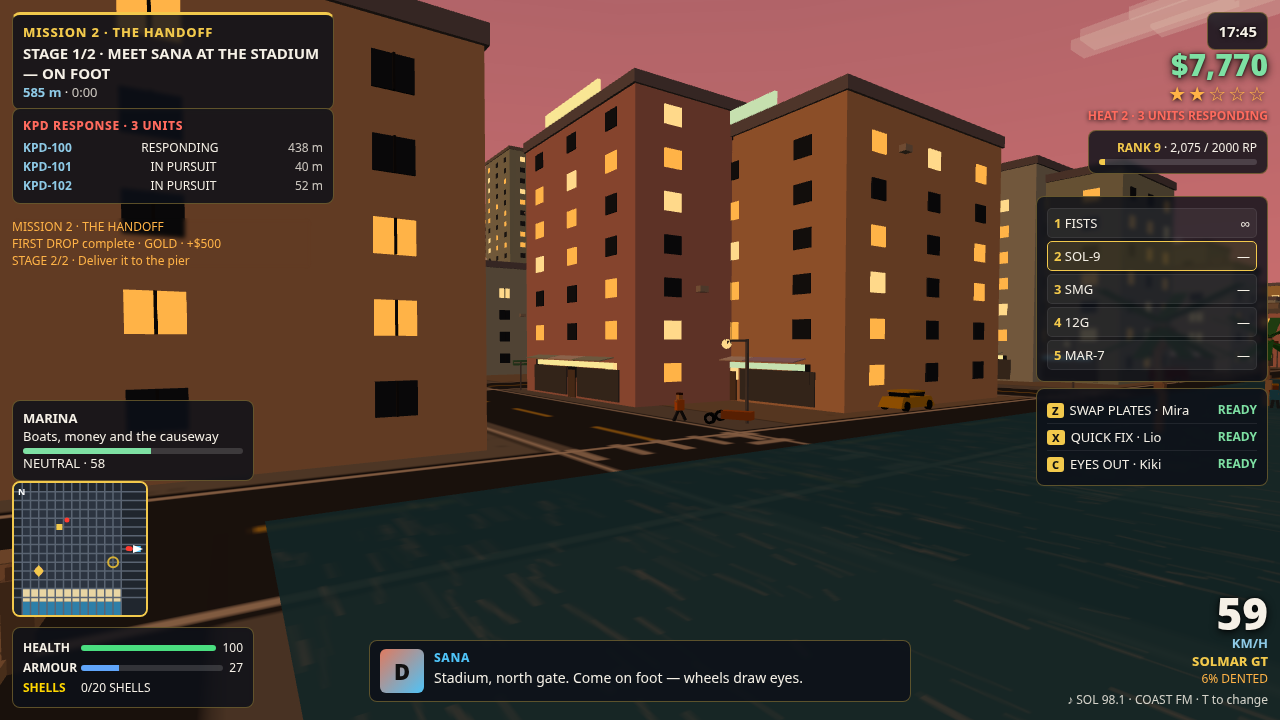 MISSION 2 · THE HANDOFF
STAGE 1/2 · MEET SANA AT THE STADIUM
— ON FOOT
585 m · 0:00
KPD RESPONSE · 3 UNITS
KPD-100 RESPONDING 438 m
KPD-101 IN PURSUIT 40 m
KPD-102 IN PURSUIT 52 m
MISSION 2 · THE HANDOFF
FIRST DROP complete · GOLD · +$500
STAGE 2/2 · Deliver it to the pier
MARINA
Boats, money and the causeway
NEUTRAL · 58
N
HEALTH 100
ARMOUR 27
SHELLS 0/20 SHELLS
D
SANA
Stadium, north gate. Come on foot — wheels draw eyes.
17:45
$7,770
★★☆☆☆
HEAT 2 · 3 UNITS RESPONDING
RANK 9 · 2,075 / 2000 RP
1 FISTS ∞
2 SOL-9 —
3 SMG —
4 12G —
5 MAR-7 —
Z SWAP PLATES · Mira READY
X QUICK FIX · Lio READY
C EYES OUT · Kiki READY
59
KM/H
SOLMAR GT
6% DENTED
♪ SOL 98.1 · COAST FM · T to change